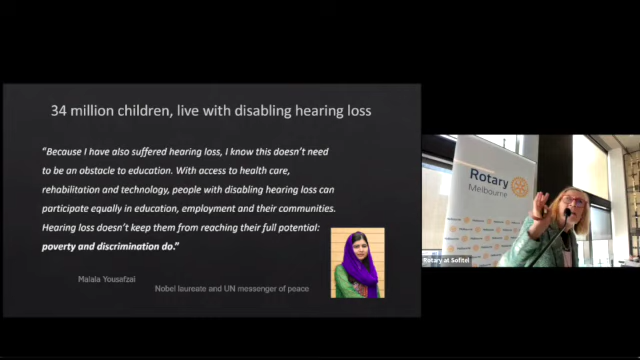 34 million children, live with disabling hearing loss
“Because I have also suffered hearing loss, I know this doesn’t need
to be an obstacle to education. With access to health care,
rehabilitation and technology, people with disabling hearing loss can
participate equally in education, employment and their communities.
Hearing loss doesn’t keep them from reaching their full potential:
poverty and discrimination do.”
Malala Yousafzai
Nobel laureate and UN messenger of peace
Rotary
Melbourne
Rotary at Sofitel